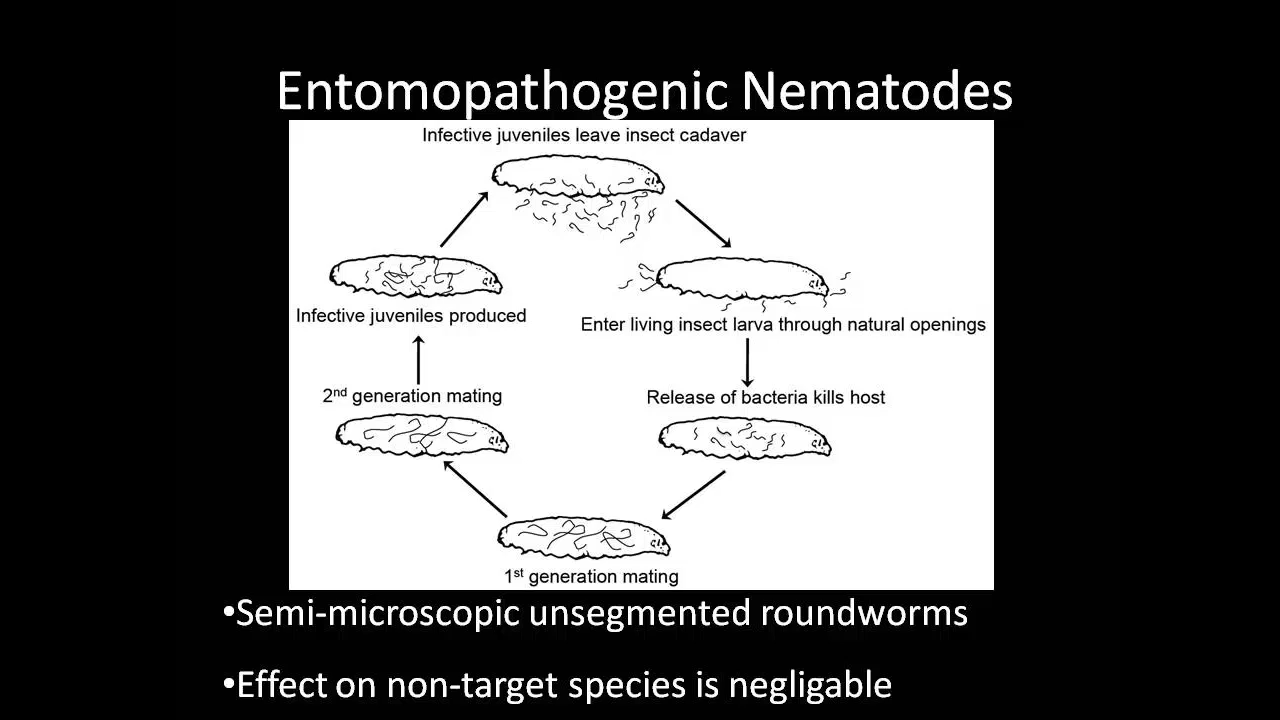 Entomopathogenic Nematodes
Infective juveniles leave insect cadaver
Enter living insect larva through natural openings
Release of bacteria kills host
1st generation mating
2nd generation mating
Infective juveniles produced
•Semi-microscopic unsegmented roundworms
•Effect on non-target species is negligable